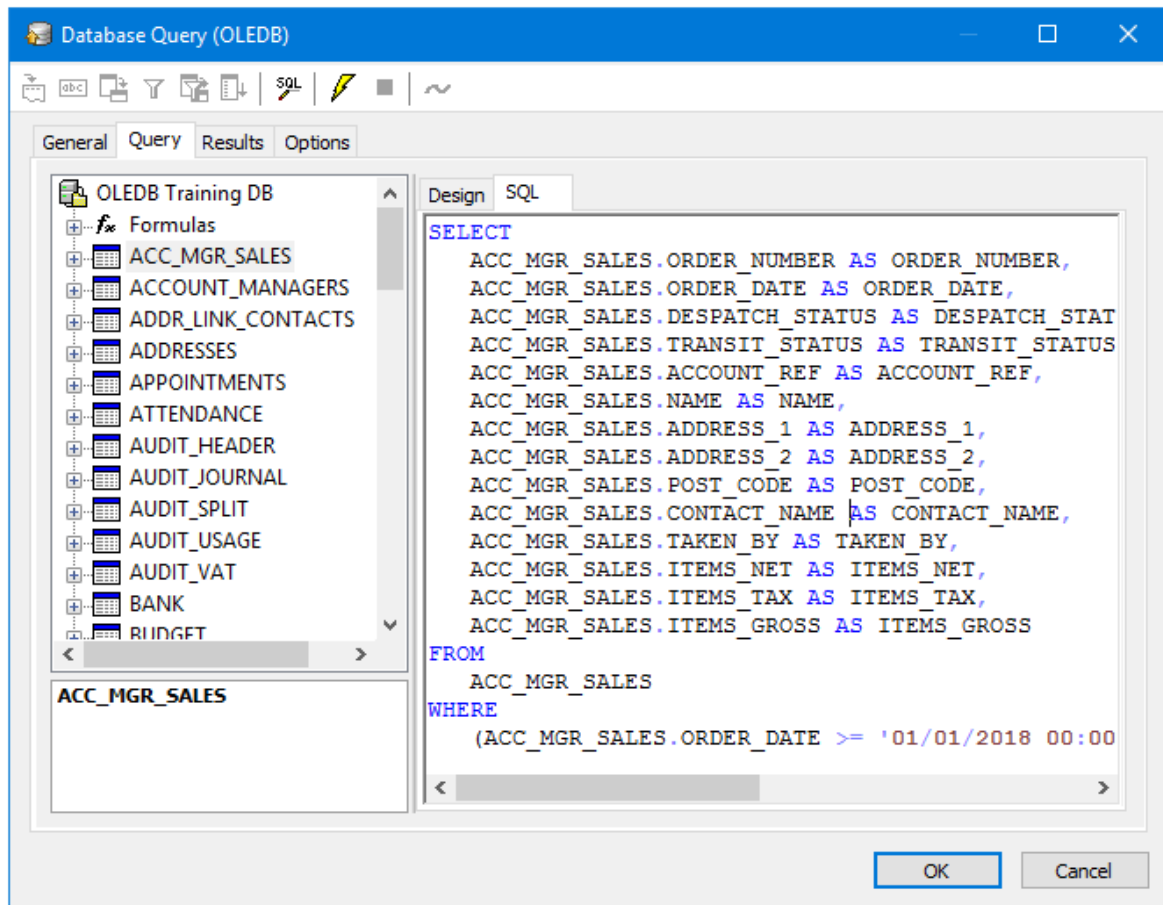 Database Query (OLEDB)
abc
SQL
General Query Results Options
OLEDB Training DB
fx Formulas
ACC_MGR_SALES
ACCOUNT_MANAGERS
ADDR_LINK_CONTACTS
ADDRESSES
APPOINTMENTS
ATTENDANCE
AUDIT_HEADER
AUDIT_JOURNAL
AUDIT_SPLIT
AUDIT_USAGE
AUDIT_VAT
BANK
BUDGET
ACC_MGR_SALES
Design SQL
SELECT
ACC_MGR_SALES.ORDER_NUMBER AS ORDER_NUMBER,
ACC_MGR_SALES.ORDER_DATE AS ORDER_DATE,
ACC_MGR_SALES.DESPATCH_STATUS AS DESPATCH_STAT
ACC_MGR_SALES.TRANSIT_STATUS AS TRANSIT_STATUS
ACC_MGR_SALES.ACCOUNT_REF AS ACCOUNT_REF,
ACC_MGR_SALES.NAME AS NAME,
ACC_MGR_SALES.ADDRESS_1 AS ADDRESS_1,
ACC_MGR_SALES.ADDRESS_2 AS ADDRESS_2,
ACC_MGR_SALES.POST_CODE AS POST_CODE,
ACC_MGR_SALES.CONTACT_NAME AS CONTACT_NAME,
ACC_MGR_SALES.TAKEN_BY AS TAKEN_BY,
ACC_MGR_SALES.ITEMS_NET AS ITEMS_NET,
ACC_MGR_SALES.ITEMS_TAX AS ITEMS_TAX,
ACC_MGR_SALES.ITEMS_GROSS AS ITEMS_GROSS
FROM
ACC_MGR_SALES
WHERE
(ACC_MGR_SALES.ORDER_DATE >= '01/01/2018 00:00
OK Cancel